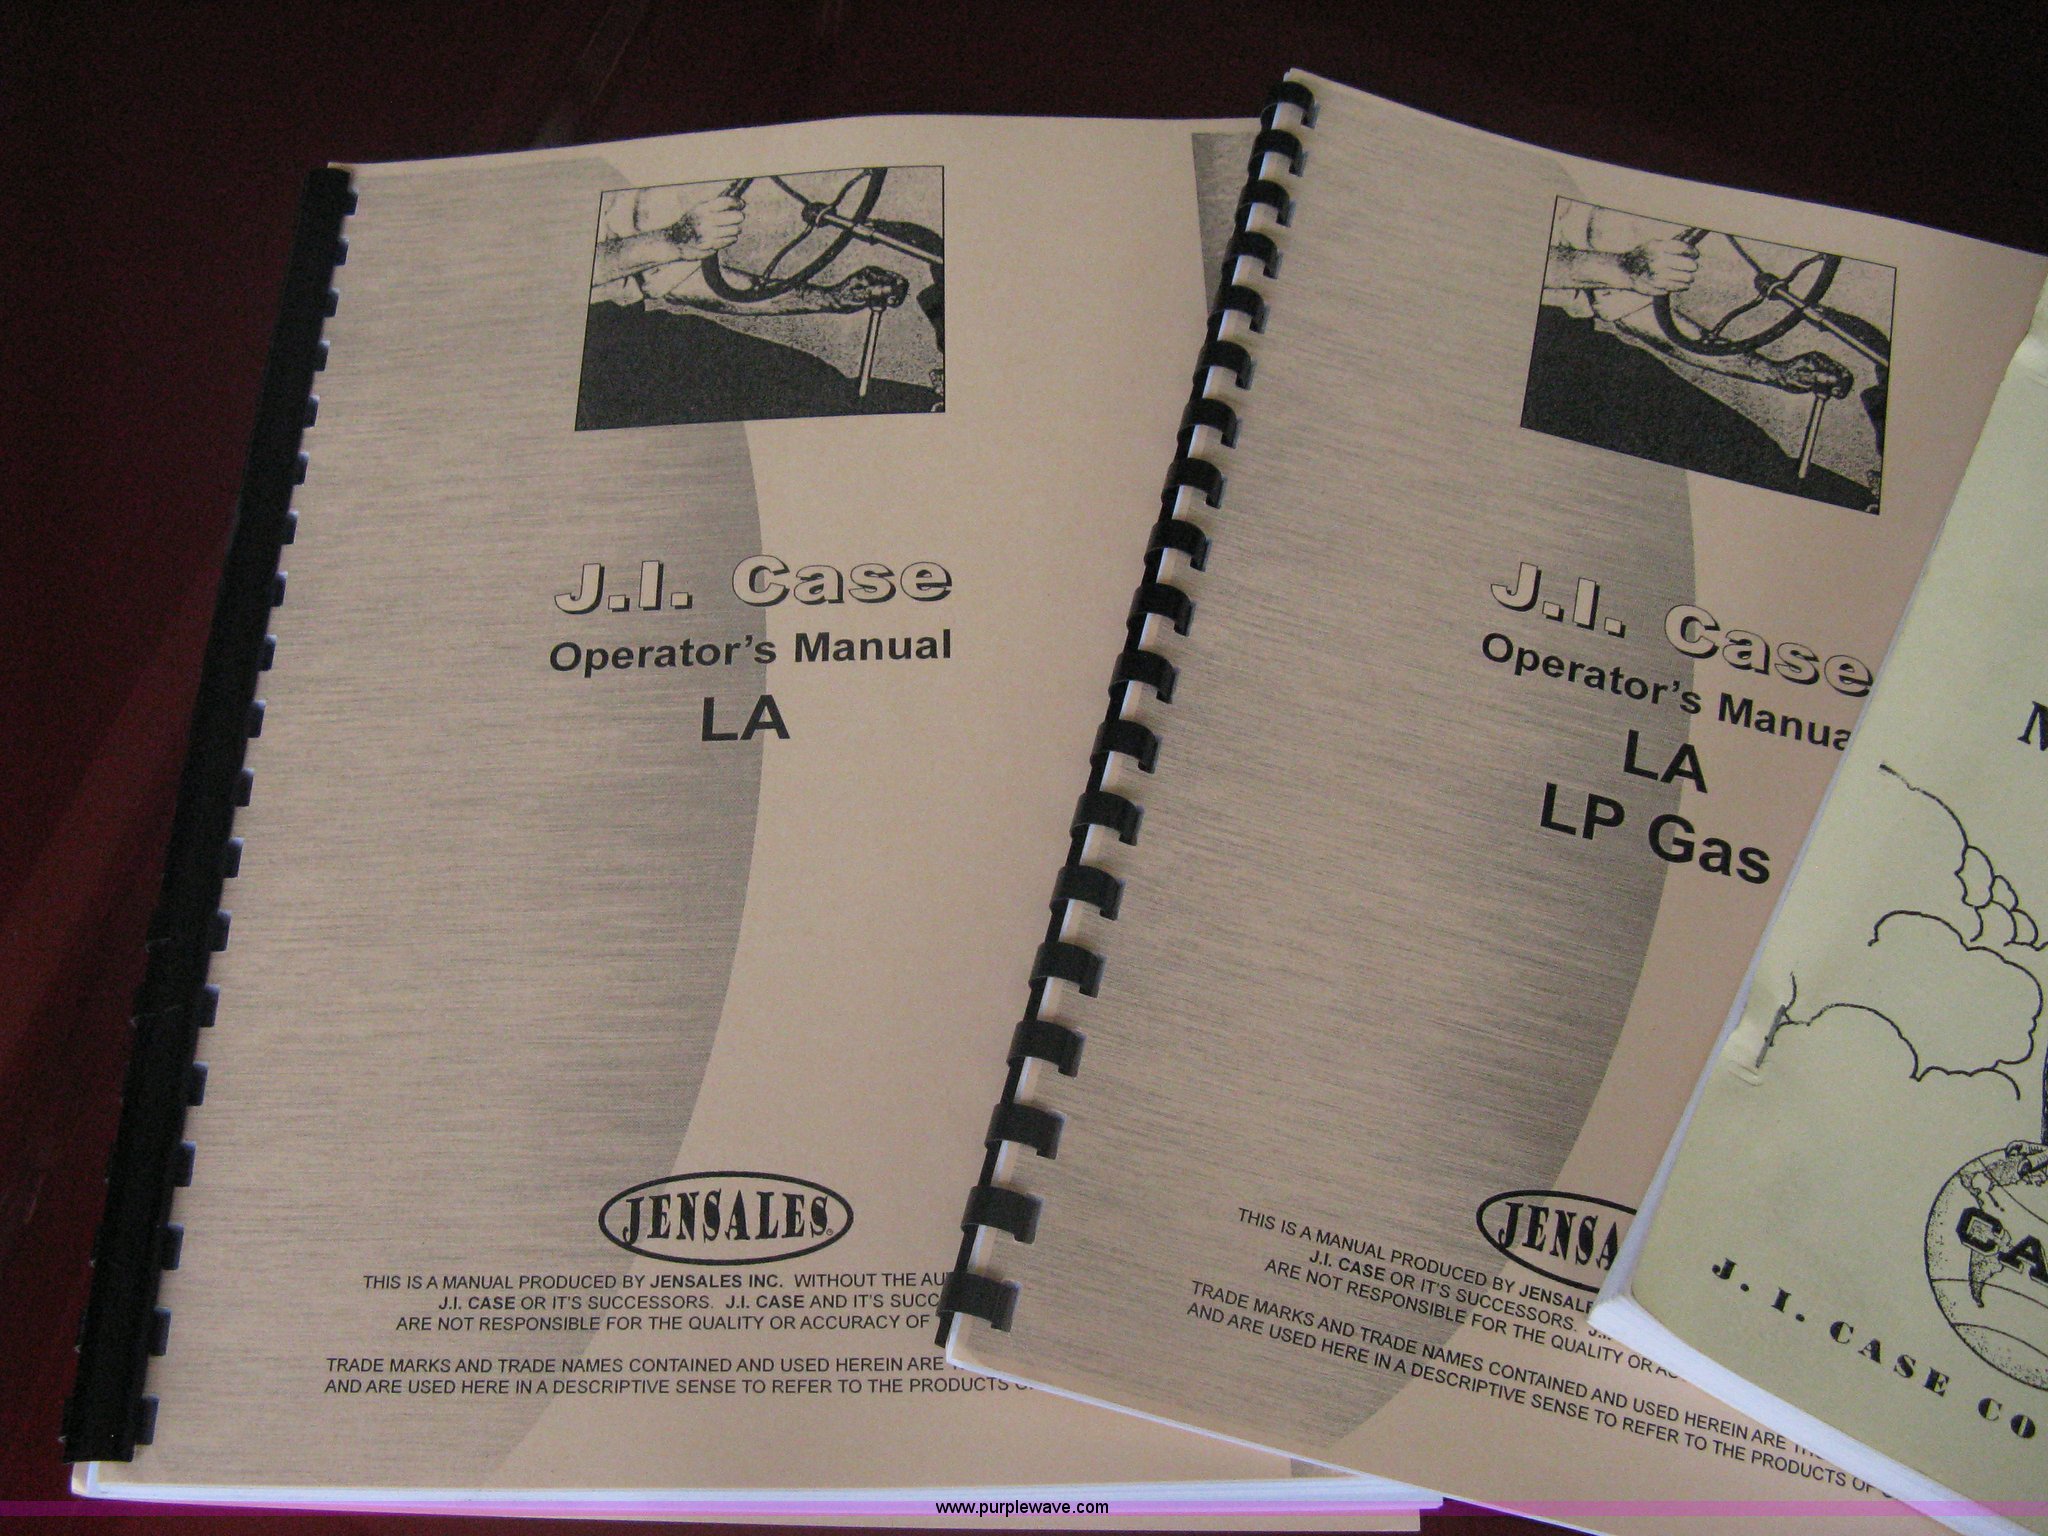 J.I. Case
Operator's Manual
LA
JENSALES
THIS IS A MANUAL PRODUCED BY JENSALES INC. WITHOUT THE
J.I. CASE OR IT'S SUCCESSORS. J.I. CASE AND IT'S
ARE NOT RESPONSIBLE FOR THE QUALITY OR ACCURACY OF
TRADE MARKS AND TRADE NAMES CONTAINED AND USED HEREIN ARE
AND ARE USED HERE IN A DESCRIPTIVE SENSE TO REFER TO THE PRODUCTS
J.I. Case
Operator's Manua
LA
LP Gas
JENSA
THIS IS A MANUAL PRODUCED BY JENSALE
J.I. CASE OR IT'S SUCCESSORS.
ARE NOT RESPONSIBLE FOR THE QUALITY OR
TRADE MARKS AND TRADE NAMES CONTAINED AND USED HEREIN ARE
AND ARE USED HERE IN A DESCRIPTIVE SENSE TO REFER TO THE PRODUCTS OF
M
CA
J. I. CASE CO
www.purplewave.com